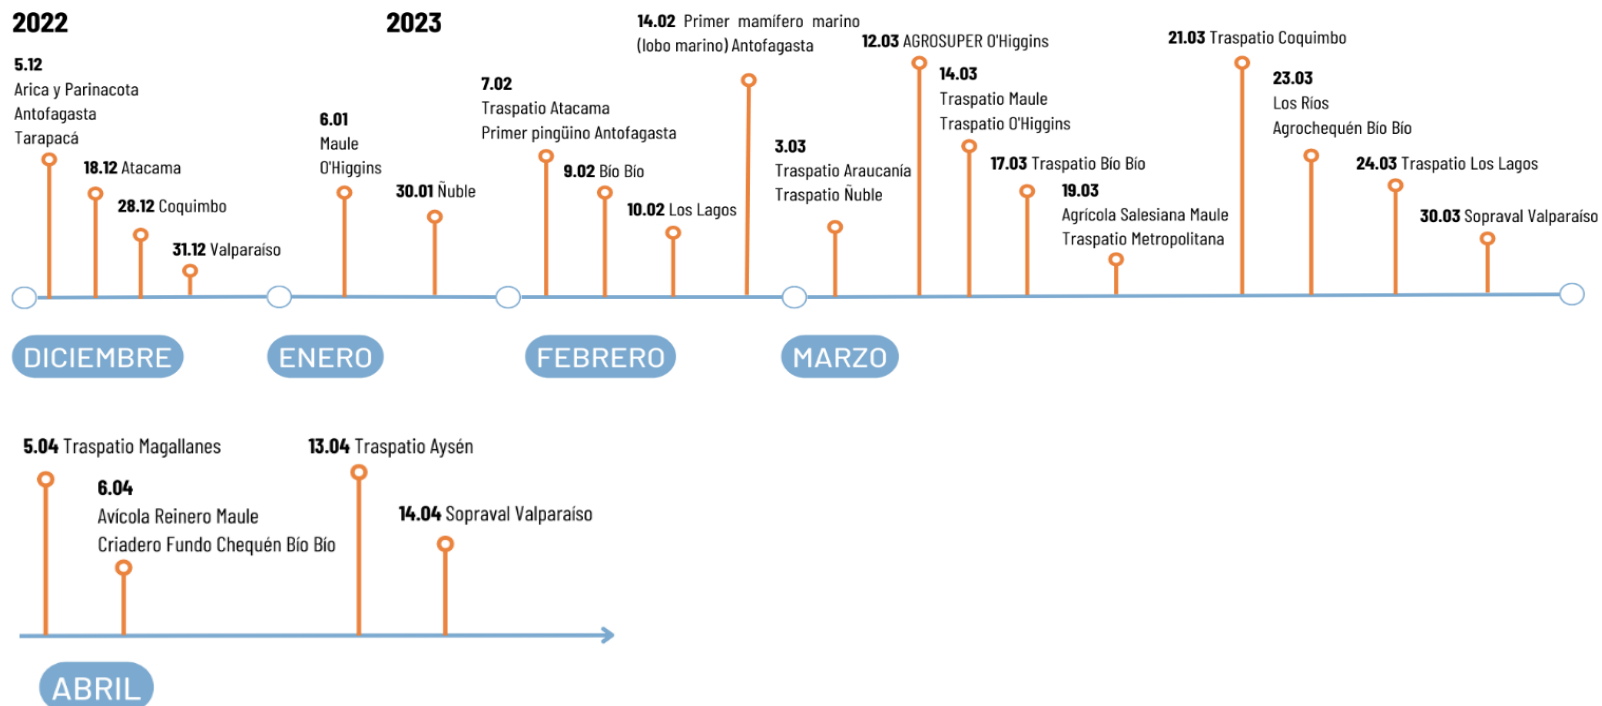 2022
5.12
Arica y Parinacota
Antofagasta
Tarapacá
18.12 Atacama
28.12 Coquimbo
31.12 Valparaíso
2023
6.01
Maule
O'Higgins
30.01 Ñuble
7.02
Traspatio Atacama
Primer pingüino Antofagasta
9.02 Bío Bío
10.02 Los Lagos
14.02 Primer mamífero marino
(lobo marino) Antofagasta
3.03
Traspatio Araucanía
Traspatio Ñuble
12.03 AGROSUPER O'Higgins
14.03
Traspatio Maule
Traspatio O'Higgins
17.03 Traspatio Bío Bío
19.03
Agrícola Salesiana Maule
Traspatio Metropolitana
21.03 Traspatio Coquimbo
23.03
Los Ríos
Agrochequén Bío Bío
24.03 Traspatio Los Lagos
30.03 Sopraval Valparaíso
DICIEMBRE
ENERO
FEBRERO
MARZO
5.04 Traspatio Magallanes
6.04
Avícola Reinero Maule
Criadero Fundo Chequén Bío Bío
13.04 Traspatio Aysén
14.04 Sopraval Valparaíso
ABRIL